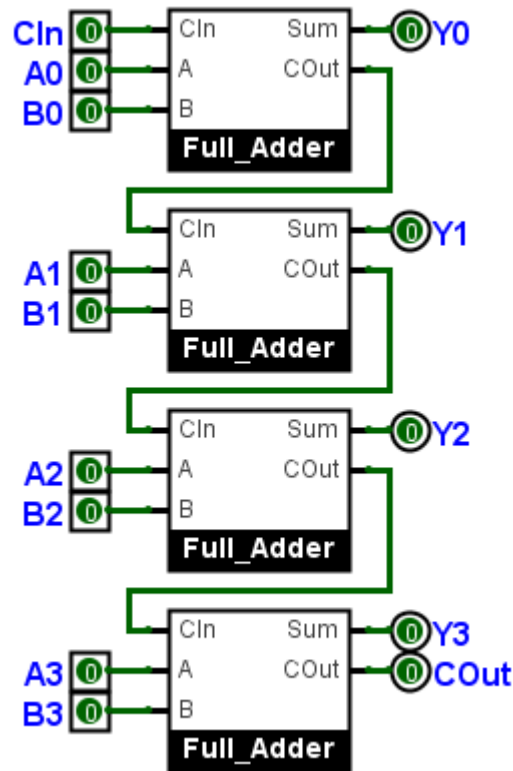 CIn 0 CIn Sum 0 Y0
A0 0 A COut
B0 0 B
Full_Adder
CIn Sum 0 Y1
A1 0 A COut
B1 0 B
Full_Adder
CIn Sum 0 Y2
A2 0 A COut
B2 0 B
Full_Adder
CIn Sum 0 Y3
A3 0 A COut 0 COut
B3 0 B
Full_Adder